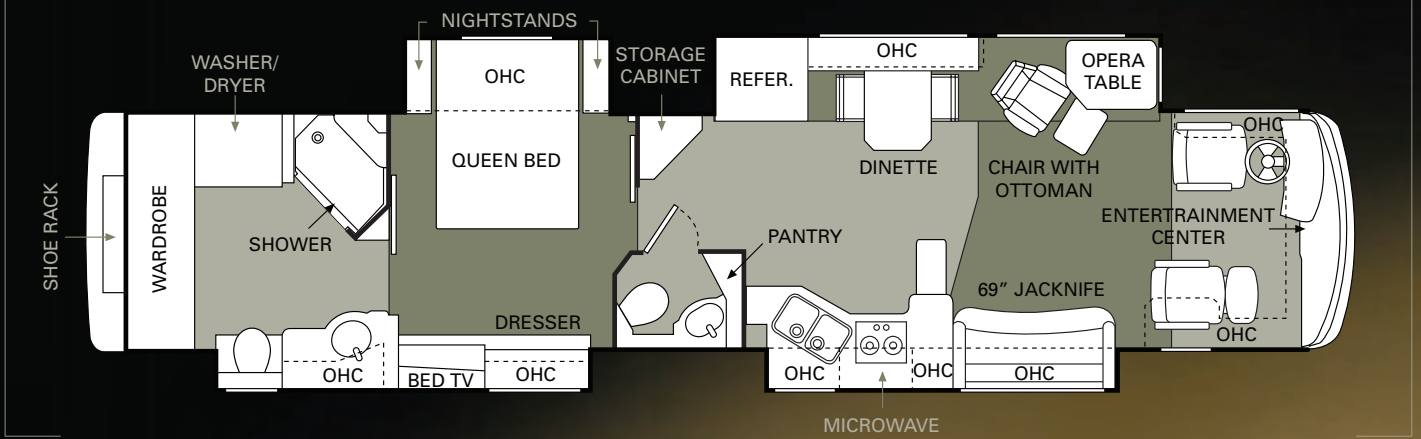 NIGHTSTANDS
WASHER/
DRYER
OHC
STORAGE
CABINET
REFER.
OHC
OPERA
TABLE
OHC
QUEEN BED
DINETTE
CHAIR WITH
OTTOMAN
SHOE RACK
WARDROBE
SHOWER
PANTRY
ENTERTRAINMENT
CENTER
69” JACKNIFE
DRESSER
OHC
BED TV
OHC
OHC
OHC
OHC
OHC
MICROWAVE